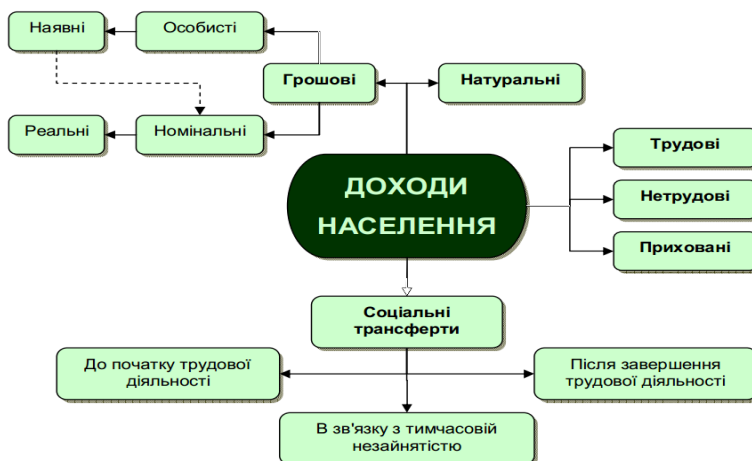 Наявні
Особисті
Грошові
Натуральні
Реальні
Номінальні
ДОХОДИ
НАСЕЛЕННЯ
Трудові
Нетрудові
Приховані
Соціальні
трансферти
До початку трудової
діяльності
Після завершення
трудової діяльності
В зв'язку з тимчасовій
незайнятістю